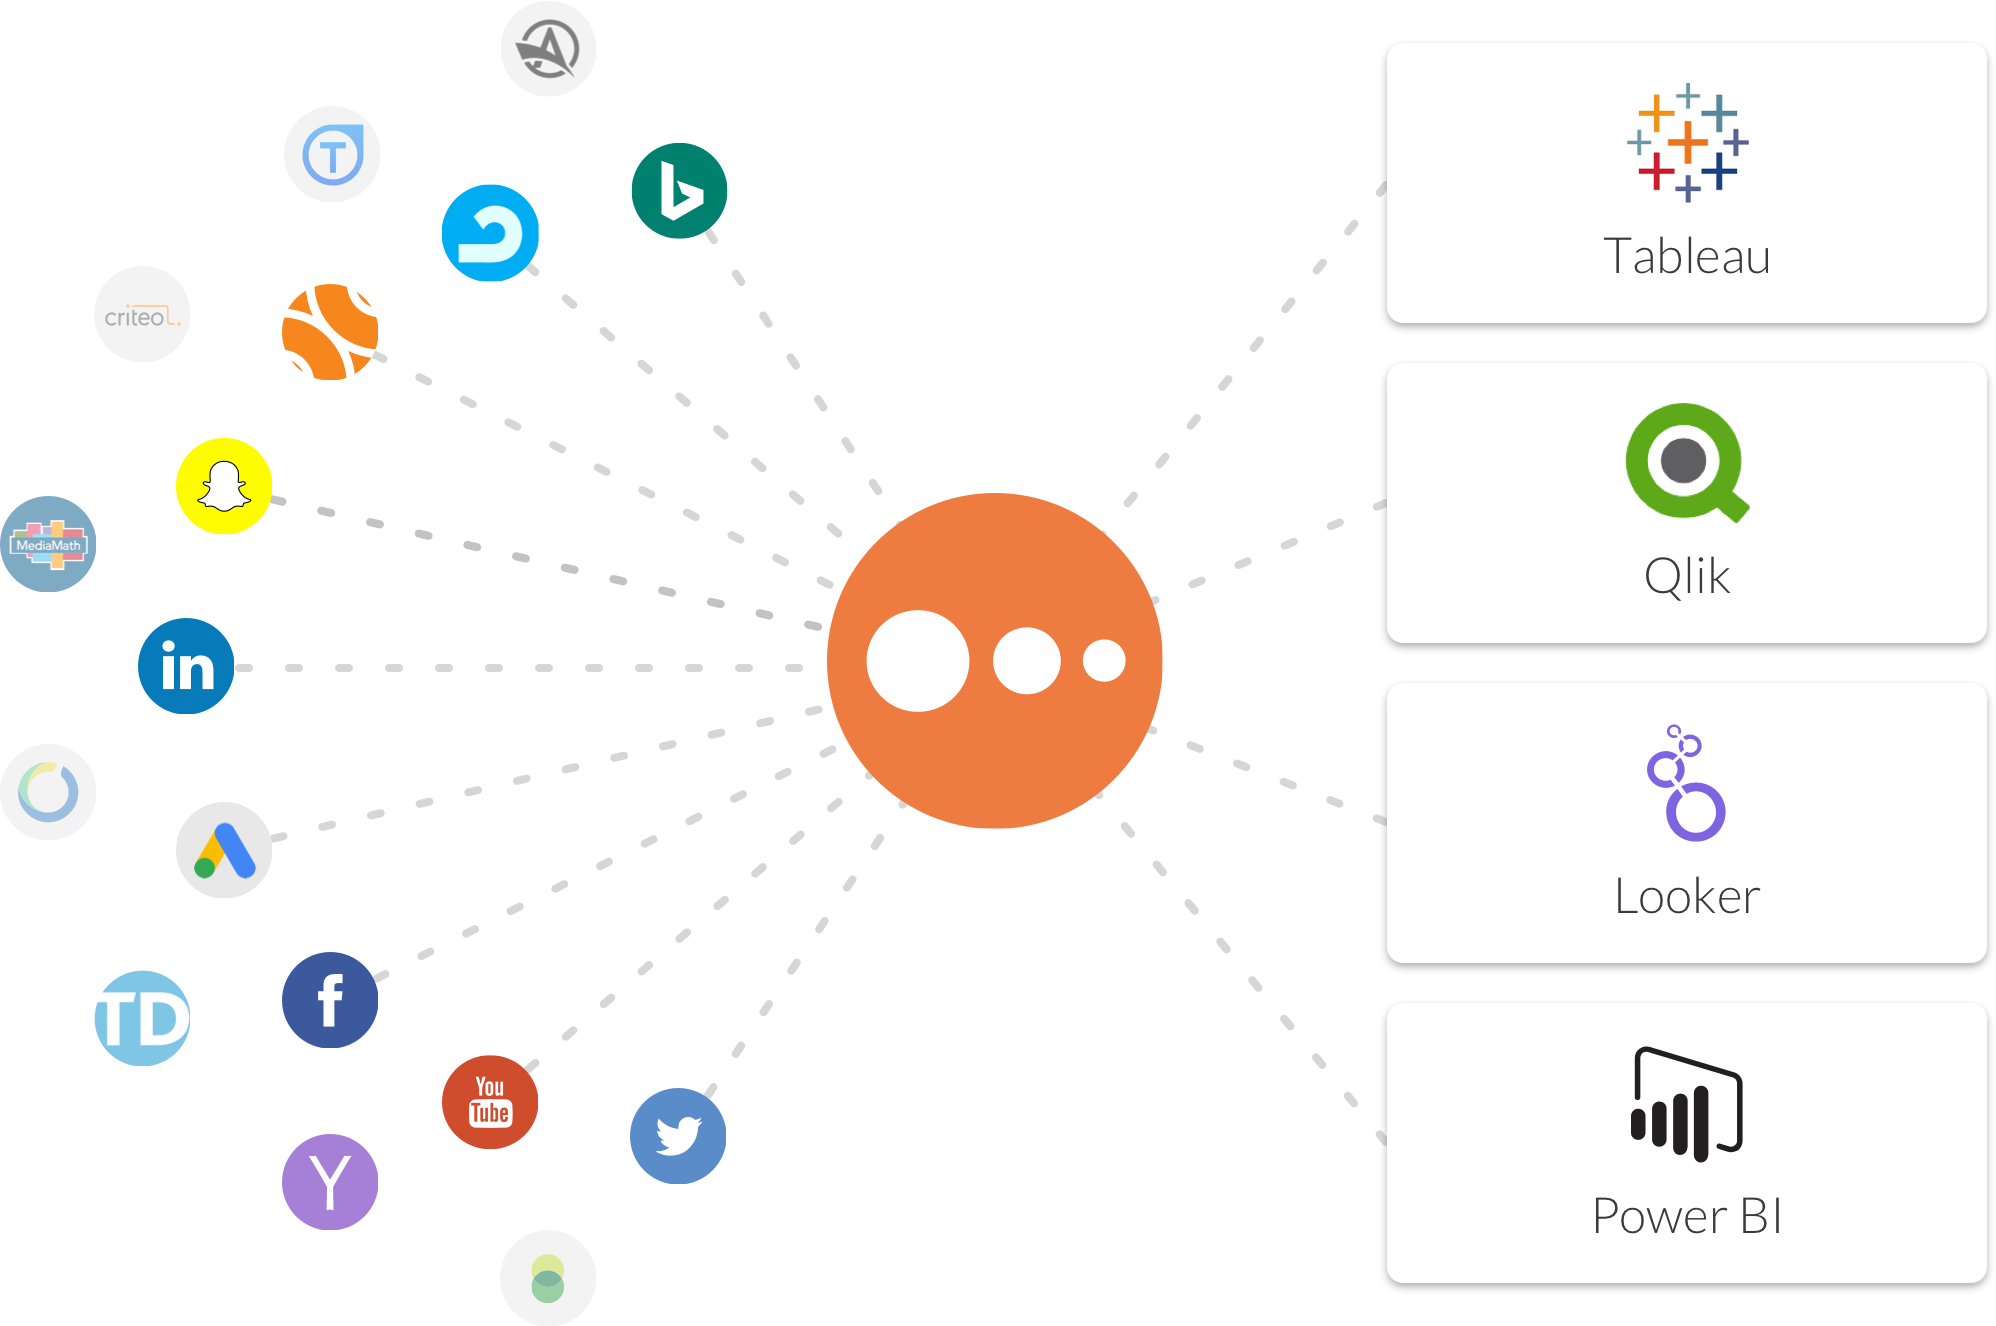 T
criteo
MediaMath
in
TD
f
You
Tube
Y
Tableau
Qlik
Looker
Power BI